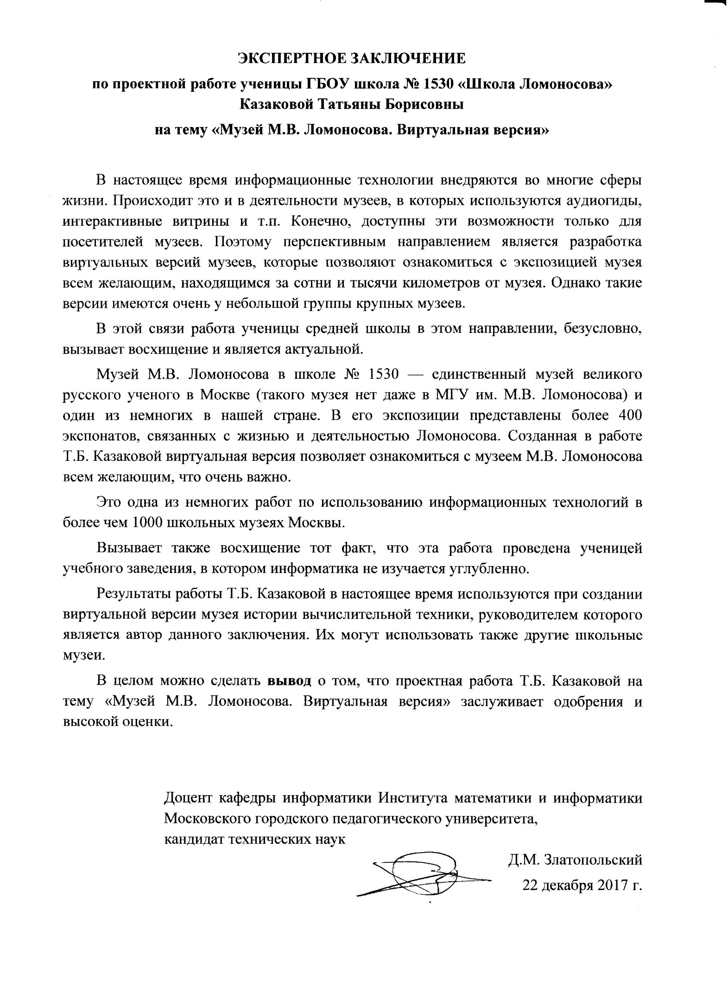 ЭКСПЕРТНОЕ ЗАКЛЮЧЕНИЕ
по проектной работе ученицы ГБОУ школа № 1530 «Школа Ломоносова»
Казаковой Татьяны Борисовны
на тему «Музей М.В. Ломоносова. Виртуальная версия»
В настоящее время информационные технологии внедряются во многие сферы
жизни. Происходит это и в деятельности музеев, в которых используются аудиогиды,
интерактивные витрины и т.п. Конечно, доступны эти возможности только для
посетителей музеев. Поэтому перспективным направлением является разработка
виртуальных версий музеев, которые позволяют ознакомиться с экспозицией музея
всем желающим, находящимся за сотни и тысячи километров от музея. Однако такие
версии имеются очень у небольшой группы крупных музеев.
В этой связи работа ученицы средней школы в этом направлении, безусловно,
вызывает восхищение и является актуальной.
Музей М.В. Ломоносова в школе № 1530 — единственный музей великого
русского ученого в Москве (такого музея нет даже в МГУ им. М.В. Ломоносова) и
один из немногих в нашей стране. В его экспозиции представлены более 400
экспонатов, связанных с жизнью и деятельностью Ломоносова. Созданная в работе
Т.Б. Казаковой виртуальная версия позволяет ознакомиться с музеем М.В. Ломоносова
всем желающим, что очень важно.
Это одна из немногих работ по использованию информационных технологий в
более чем 1000 школьных музеях Москвы.
Вызывает также восхищение тот факт, что эта работа проведена ученицей
учебного заведения, в котором информатика не изучается углубленно.
Результаты работы Т.Б. Казаковой в настоящее время используются при создании
виртуальной версии музея истории вычислительной техники, руководителем которого
является автор данного заключения. Их могут использовать также другие школьные
музеи.
В целом можно сделать вывод о том, что проектная работа Т.Б. Казаковой на
тему «Музей М.В. Ломоносова. Виртуальная версия» заслуживает одобрения и
высокой оценки.
Доцент кафедры информатики Института математики и информатики
Московского городского педагогического университета,
кандидат технических наук
Д.М. Златопольский
22 декабря 2017 г.